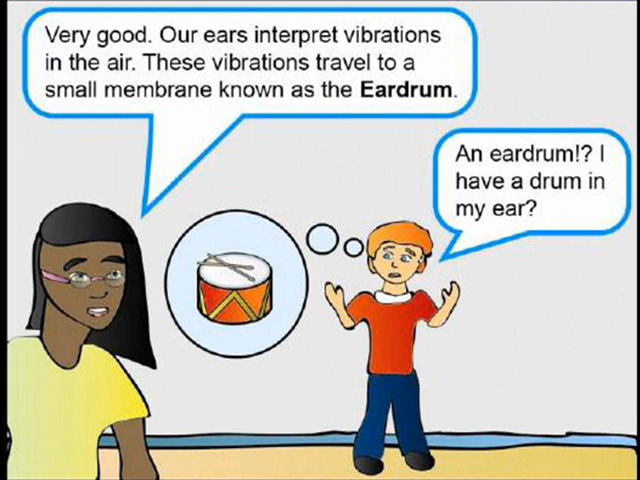 Very good. Our ears interpret vibrations
in the air. These vibrations travel to a
small membrane known as the Eardrum.
An eardrum!? I
have a drum in
my ear?